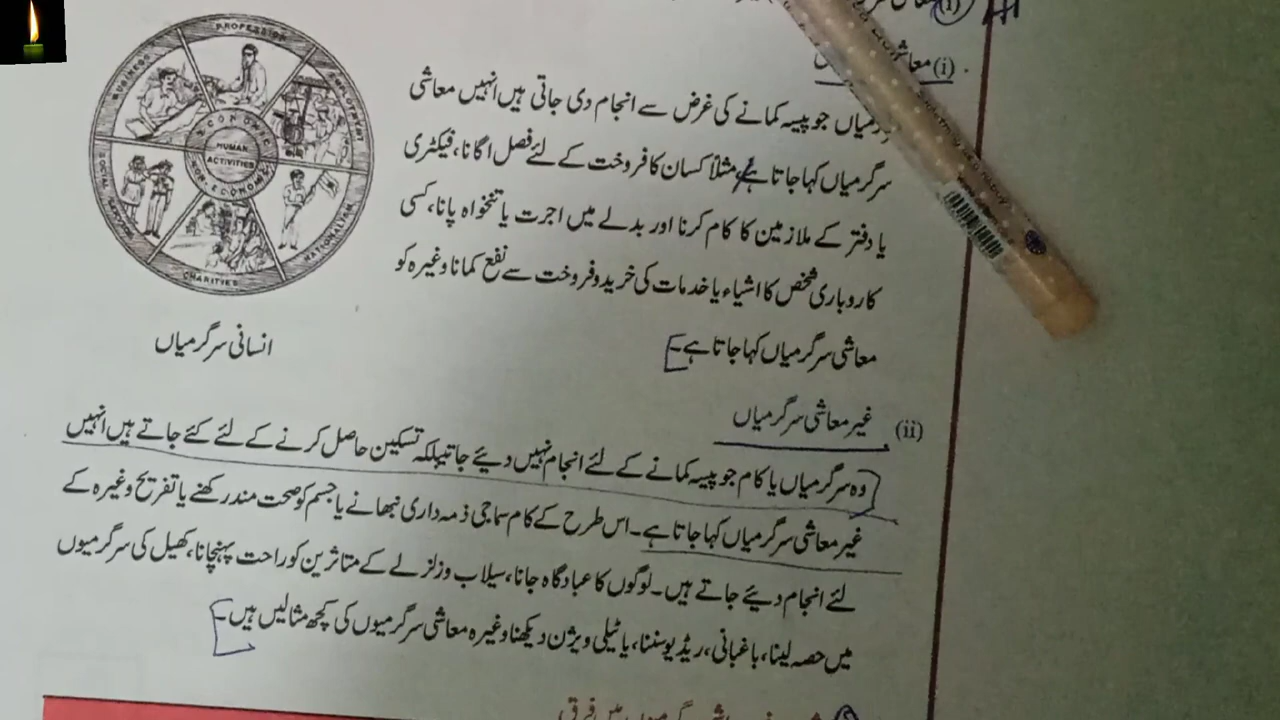 (i)
PROFESSION
EMPLOYMENT
NATIONALISM
CHARITIES
BUSINESS
ECONOMIC
HUMAN
ACTIVITIES
NON-ECONOMIC
انسانی سرگرمیاں
(i)
جو پیسہ کمانے کی غرض سے انجام دی جاتی ہیں انہیں معاشی
سرگرمیاں کہا جاتا ہے، مثلاً کسان کا فروخت کے لئے فصل اگانا، فیکٹری
یا دفتر کے ملازمین کا کام کرنا اور بدلے میں اجرت یا تنخواہ پانا، کسی
کاروباری شخص کا اشیاء یا خدمات کی خرید و فروخت سے نفع کمانا وغیرہ کو
معاشی سرگرمیاں کہا جاتا ہے۔
(ii) غیر معاشی سرگرمیاں
وہ سرگرمیاں یا کام جو پیسہ کمانے کے لئے انجام نہیں دیئے جاتےبلکہ تسکین حاصل کرنے کے لئے کئے جاتے ہیں انہیں
غیر معاشی سرگرمیاں کہا جاتا ہے۔ اس طرح کے کام سماجی ذمہ داری نبھانے یا جسم کو صحت مند رکھنے یا تفریح وغیرہ کے
لئے انجام دیئے جاتے ہیں۔ لوگوں کا عبادگاہ جانا، سیلاب و زلزلے کے متاثرین کو راحت پہنچانا، کھیل کی سرگرمیوں
میں حصہ لینا، باغبانی، ریڈیو سننا، یا ٹیلی ویژن دیکھنا وغیرہ معاشی سرگرمیوں کی کچھ مثالیں ہیں۔